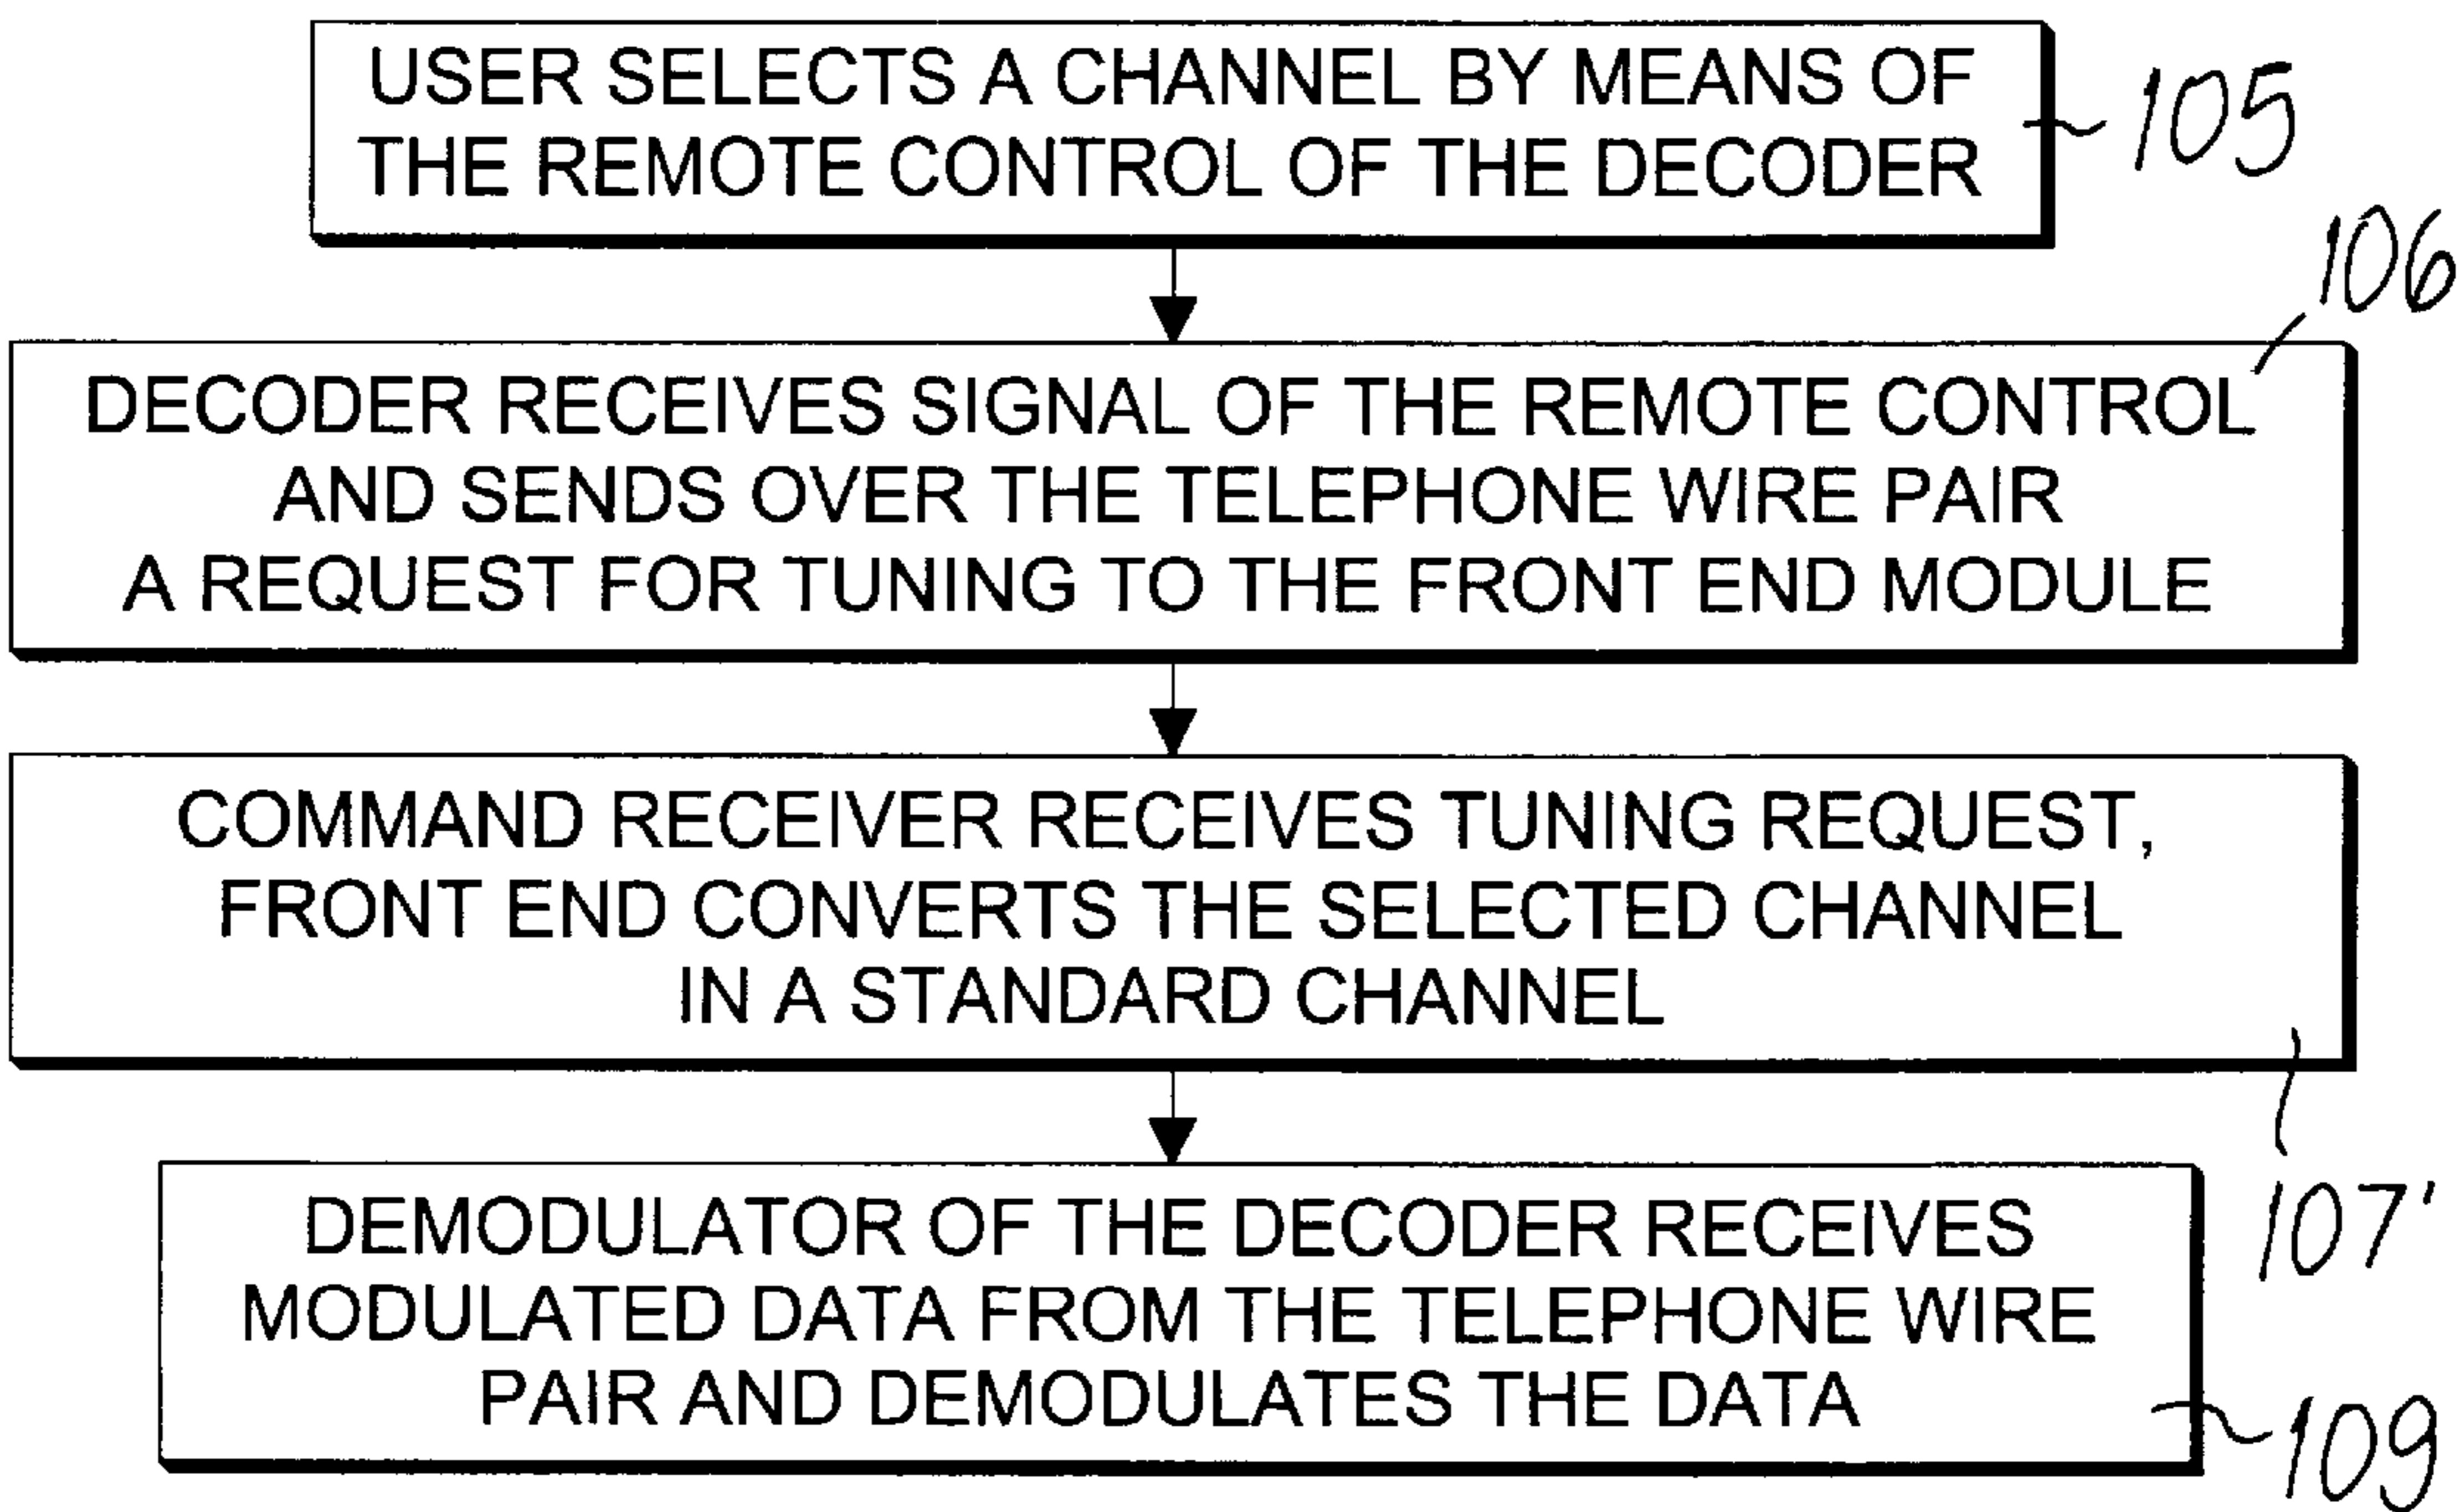 USER SELECTS A CHANNEL BY MEANS OF
THE REMOTE CONTROL OF THE DECODER
105
106
DECODER RECEIVES SIGNAL OF THE REMOTE CONTROL
AND SENDS OVER THE TELEPHONE WIRE PAIR
A REQUEST FOR TUNING TO THE FRONT END MODULE
COMMAND RECEIVER RECEIVES TUNING REQUEST,
FRONT END CONVERTS THE SELECTED CHANNEL
IN A STANDARD CHANNEL
107'
DEMODULATOR OF THE DECODER RECEIVES
MODULATED DATA FROM THE TELEPHONE WIRE
PAIR AND DEMODULATES THE DATA
109